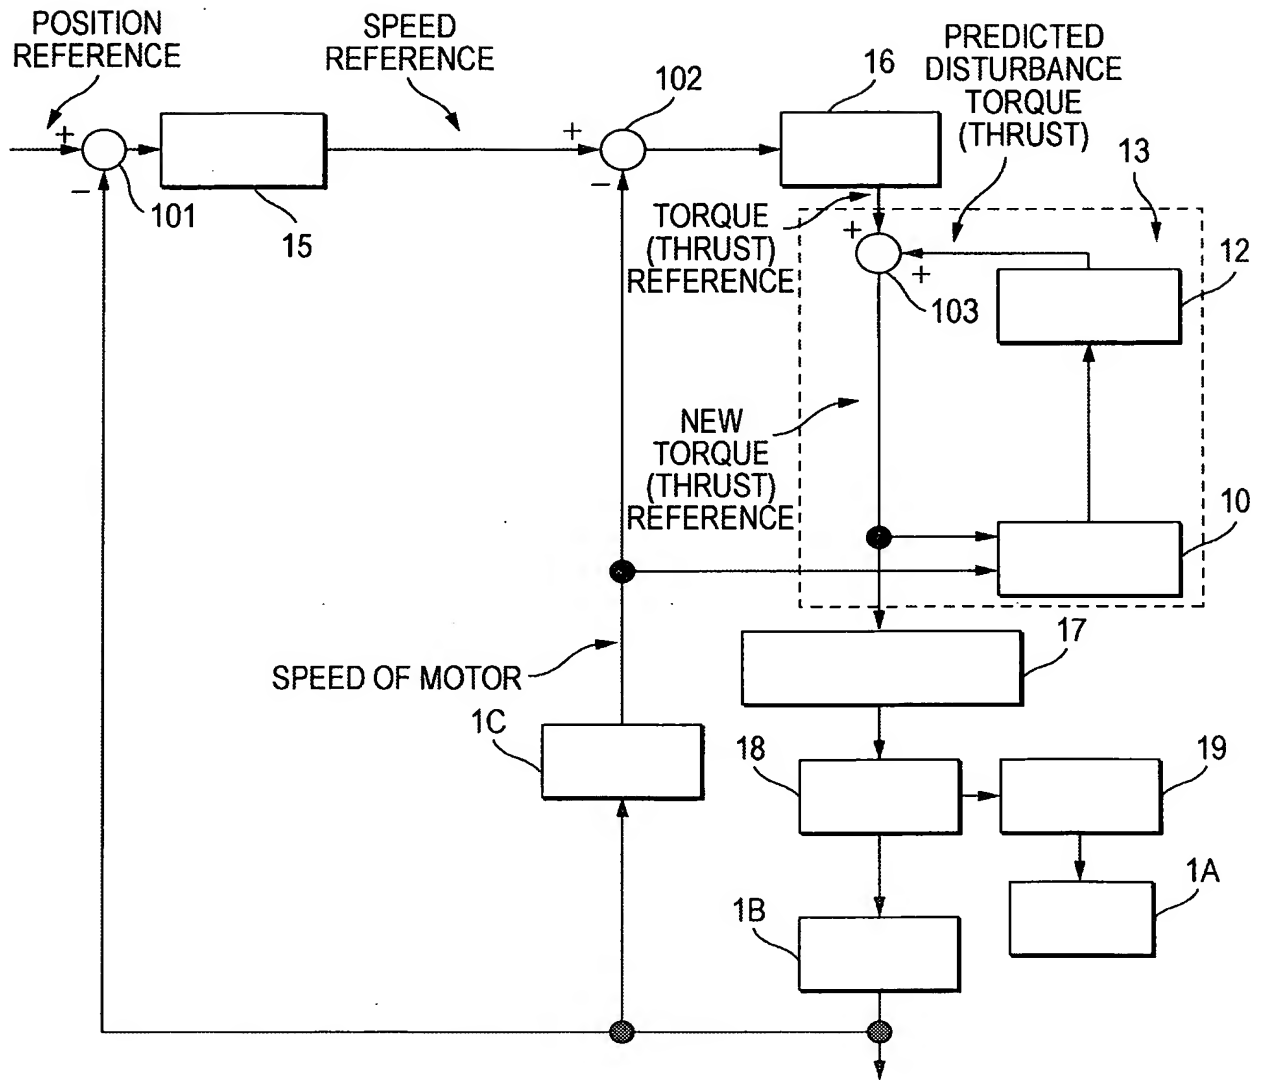 POSITION
REFERENCE
SPEED
REFERENCE
102
16
PREDICTED
DISTURBANCE
TORQUE
(THRUST)
13
+
−
101
15
+
−
TORQUE
(THRUST)
REFERENCE
+
+
103
12
NEW
TORQUE
(THRUST)
REFERENCE
10
17
SPEED OF MOTOR
1C
18
19
1A
1B